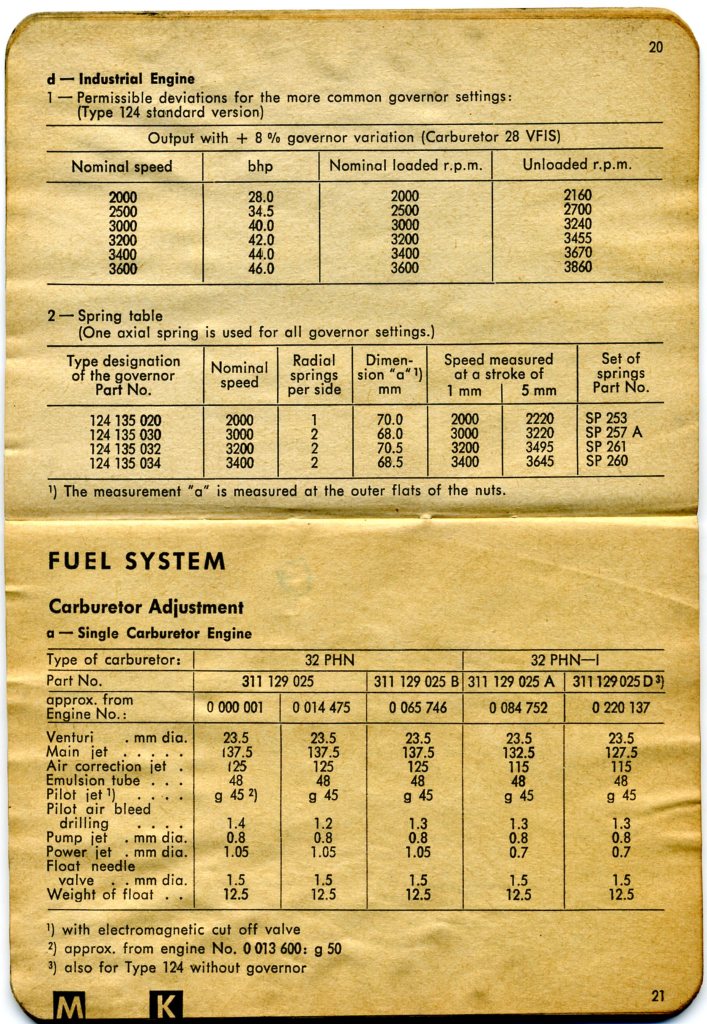 20
d — Industrial Engine
1 — Permissible deviations for the more common governor settings:
(Type 124 standard version)
Output with + 8 % governor variation (Carburetor 28 VFIS)
Nominal speed bhp Nominal loaded r.p.m. Unloaded r.p.m.
2000 28.0 2000 2160
2500 34.5 2500 2700
3000 40.0 3000 3240
3200 42.0 3200 3455
3400 44.0 3400 3670
3600 46.0 3600 3860
2 — Spring table
(One axial spring is used for all governor settings.)
Type designation Nominal Radial Dimen- Speed measured Set of
of the governor speed springs sion "a"¹) at a stroke of springs
Part No. per side mm 1 mm 5 mm Part No.
124 135 020 2000 1 70.0 2000 2220 SP 253
124 135 030 3000 2 68.0 3000 3220 SP 257 A
124 135 032 3200 2 70.5 3200 3495 SP 261
124 135 034 3400 2 68.5 3400 3645 SP 260
¹) The measurement "a" is measured at the outer flats of the nuts.
FUEL SYSTEM
Carburetor Adjustment
a — Single Carburetor Engine
Type of carburetor: 32 PHN 32 PHN—I
Part No. 311 129 025 311 129 025 B 311 129 025 A 311 129 025 D ³)
approx. from
Engine No.: 0 000 001 0 014 475 0 065 746 0 084 752 0 220 137
Venturi . mm dia. 23.5 23.5 23.5 23.5 23.5
Main jet . . . . . 137.5 137.5 137.5 132.5 127.5
Air correction jet . 125 125 125 115 115
Emulsion tube . . . 48 48 48 48 48
Pilot jet ¹) . . . . g 45 ²) g 45 g 45 g 45 g 45
Pilot air bleed
drilling . . . . 1.4 1.2 1.3 1.3 1.3
Pump jet . mm dia. 0.8 0.8 0.8 0.8 0.8
Power jet . mm dia. 1.05 1.05 1.05 0.7 0.7
Float needle
valve . . mm dia. 1.5 1.5 1.5 1.5 1.5
Weight of float . . 12.5 12.5 12.5 12.5 12.5
¹) with electromagnetic cut off valve
²) approx. from engine No. 0 013 600: g 50
³) also for Type 124 without governor
M K
21